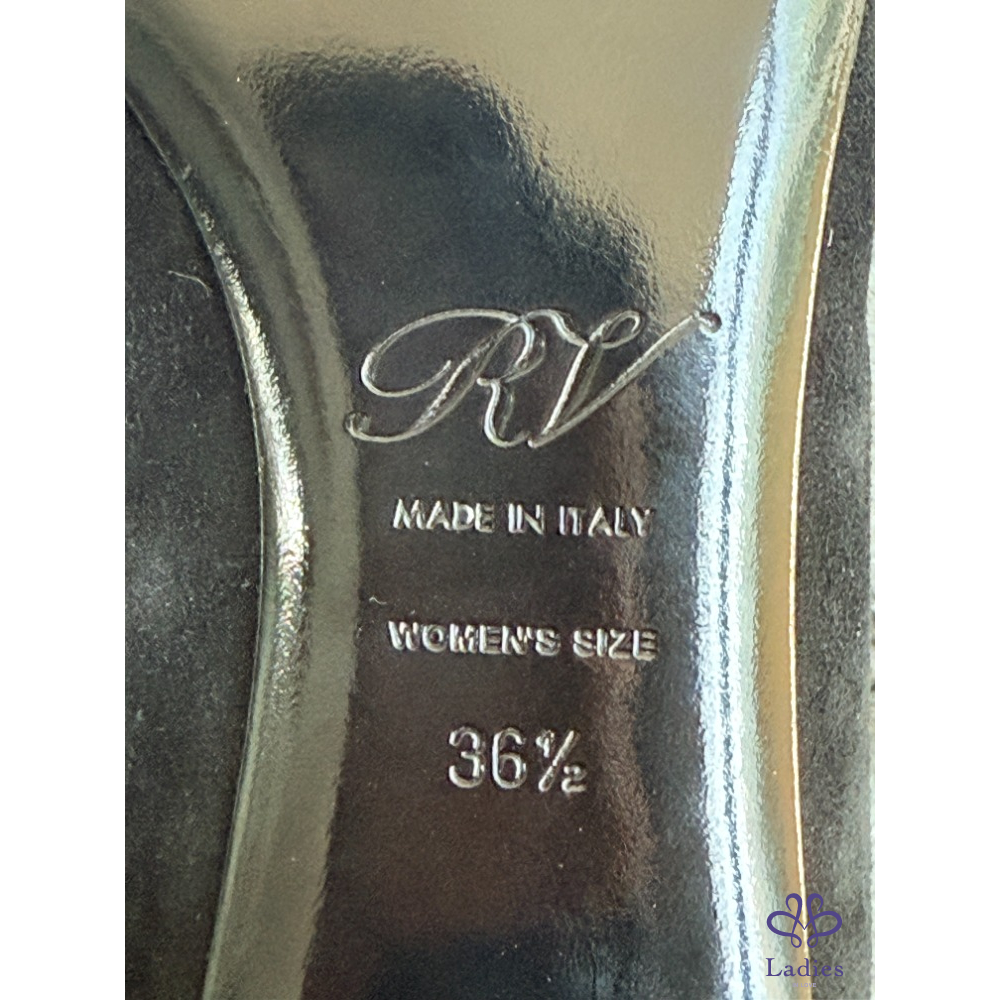 RV
MADE IN ITALY
WOMEN'S SIZE
36½
Ladies